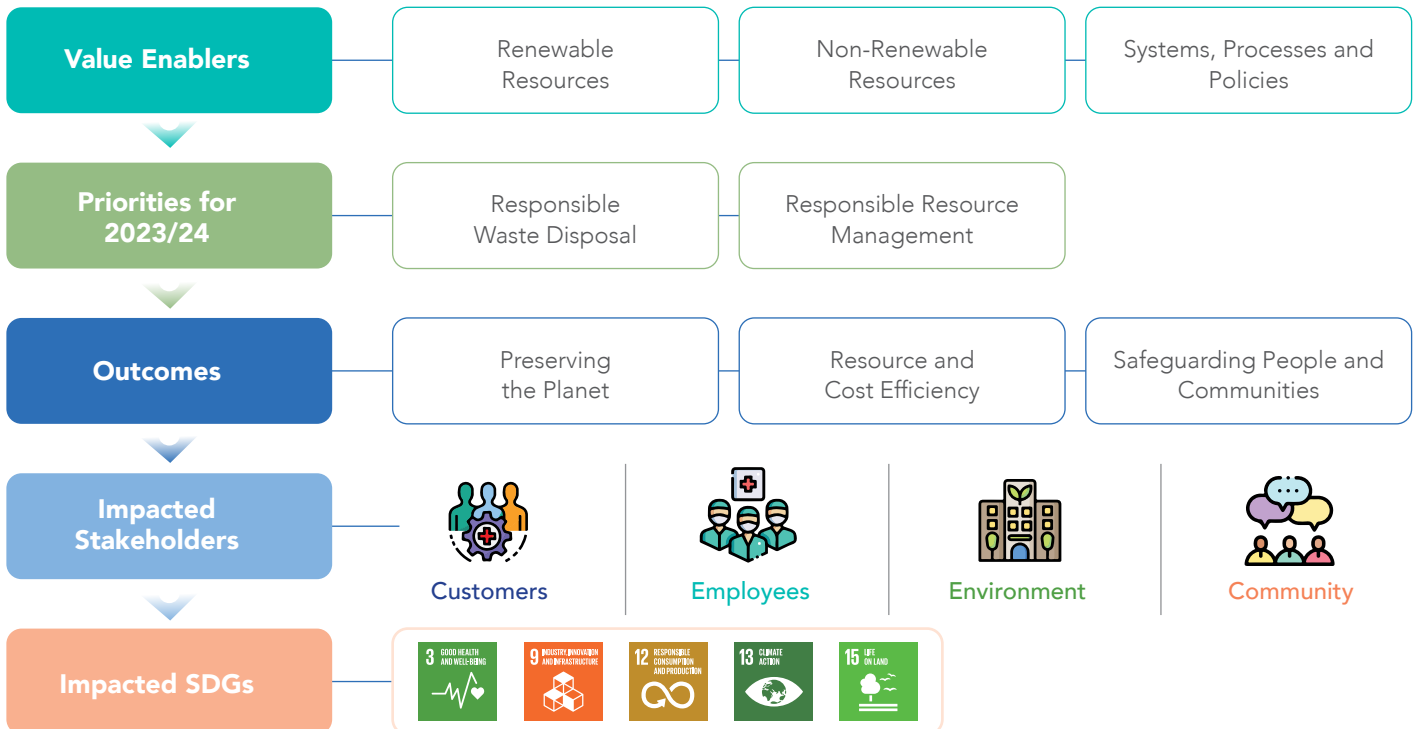 Value Enablers
Renewable
Resources
Non-Renewable
Resources
Systems, Processes and
Policies
Priorities for
2023/24
Responsible
Waste Disposal
Responsible Resource
Management
Outcomes
Preserving
the Planet
Resource and
Cost Efficiency
Safeguarding People and
Communities
Impacted
Stakeholders
Customers
Employees
Environment
Community
Impacted SDGs
3 GOOD HEALTH
AND WELL-BEING
9 INDUSTRY, INNOVATION
AND INFRASTRUCTURE
12 RESPONSIBLE
CONSUMPTION
AND PRODUCTION
13 CLIMATE
ACTION
15 LIFE
ON LAND